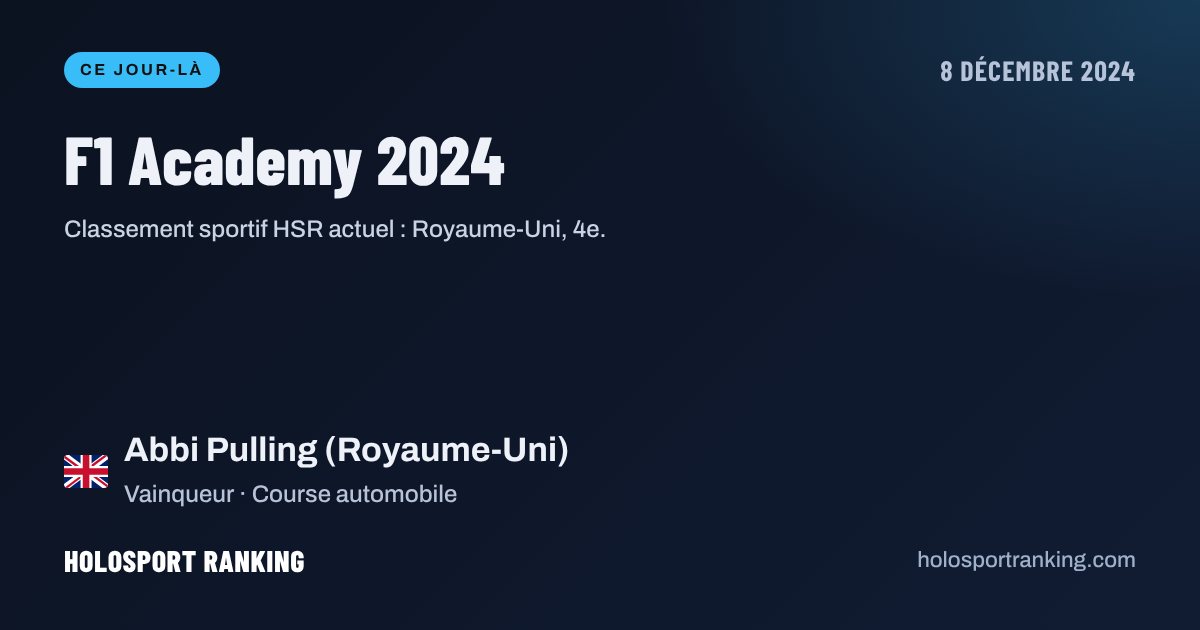 CE JOUR-LÀ
8 DÉCEMBRE 2024
F1 Academy 2024
Classement sportif HSR actuel : Royaume-Uni, 4e.
Abbi Pulling (Royaume-Uni)
Vainqueur · Course automobile
HOLOSPORT RANKING
holosportranking.com